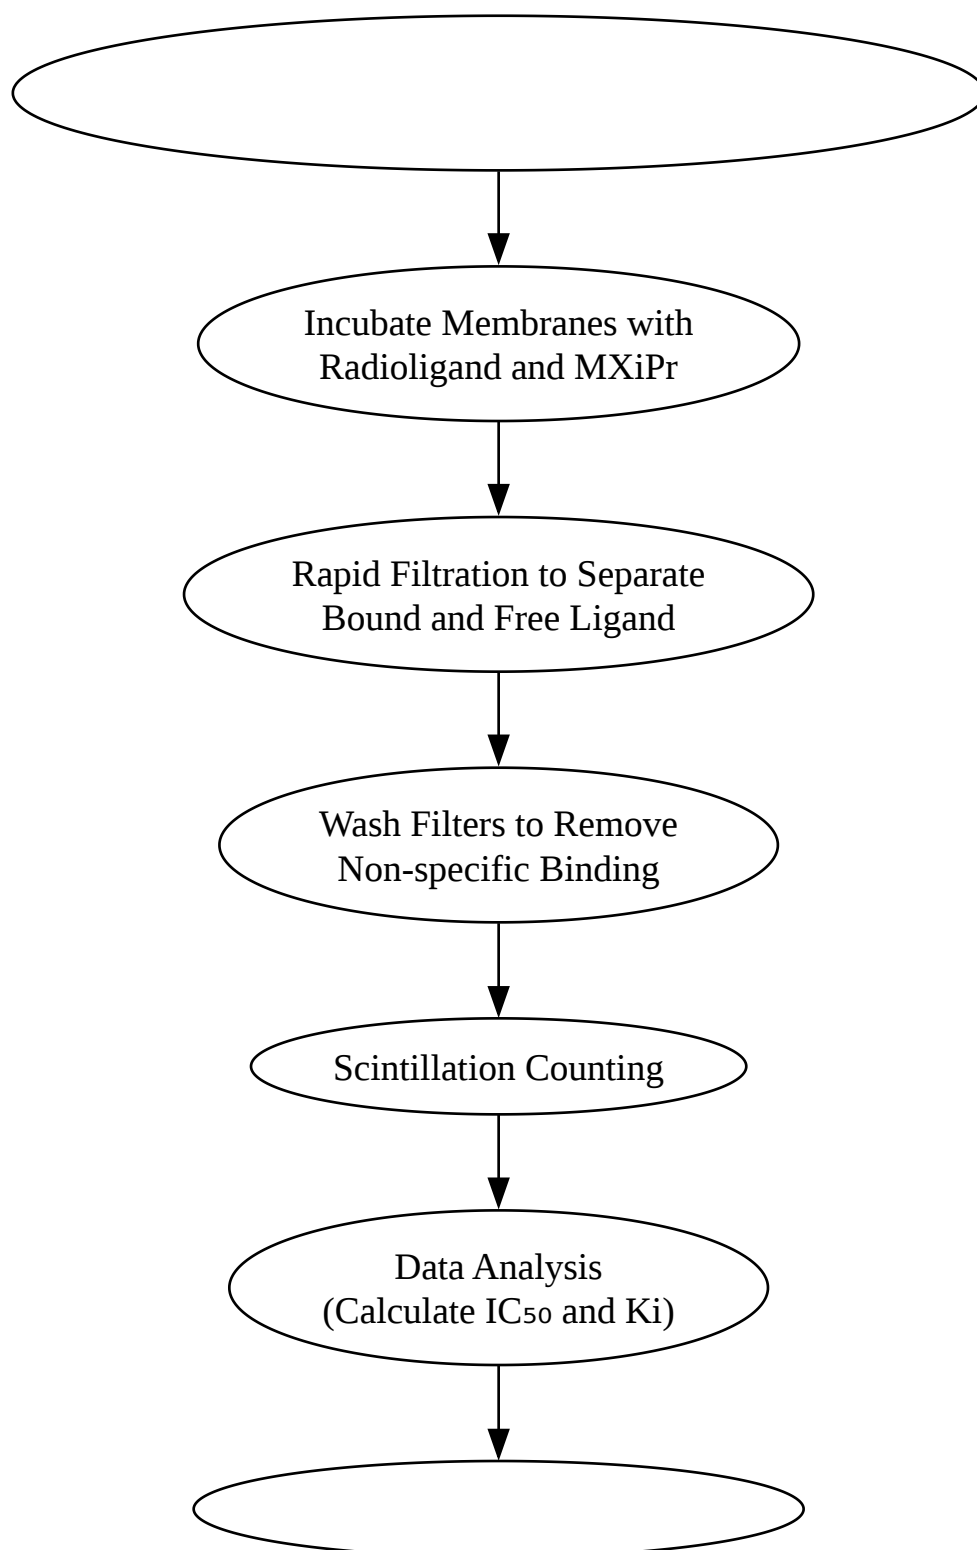 Incubate Membranes with
Radioligand and MXiPr
Rapid Filtration to Separate
Bound and Free Ligand
Wash Filters to Remove
Non-specific Binding
Scintillation Counting
Data Analysis
(Calculate IC₅₀ and Ki)